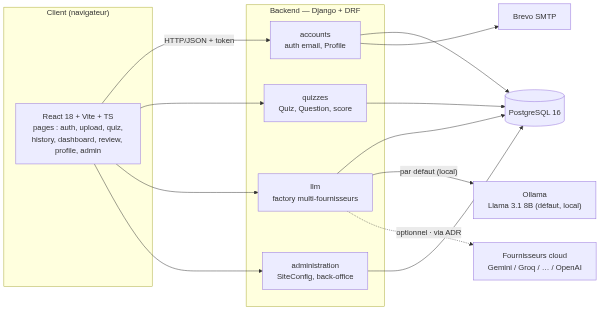 Client (navigateur)
React 18 + Vite + TS
pages : auth, upload, quiz,
history, dashboard, review,
profile, admin
HTTP/JSON + token
Backend — Django + DRF
accounts
auth email, Profile
quizzes
Quiz, Question, score
llm
factory multi-fournisseurs
administration
SiteConfig, back-office
par défaut (local)
optionnel · via ADR
Brevo SMTP
PostgreSQL 16
Ollama
Llama 3.1 8B (défaut, local)
Fournisseurs cloud
Gemini / Groq / … / OpenAI